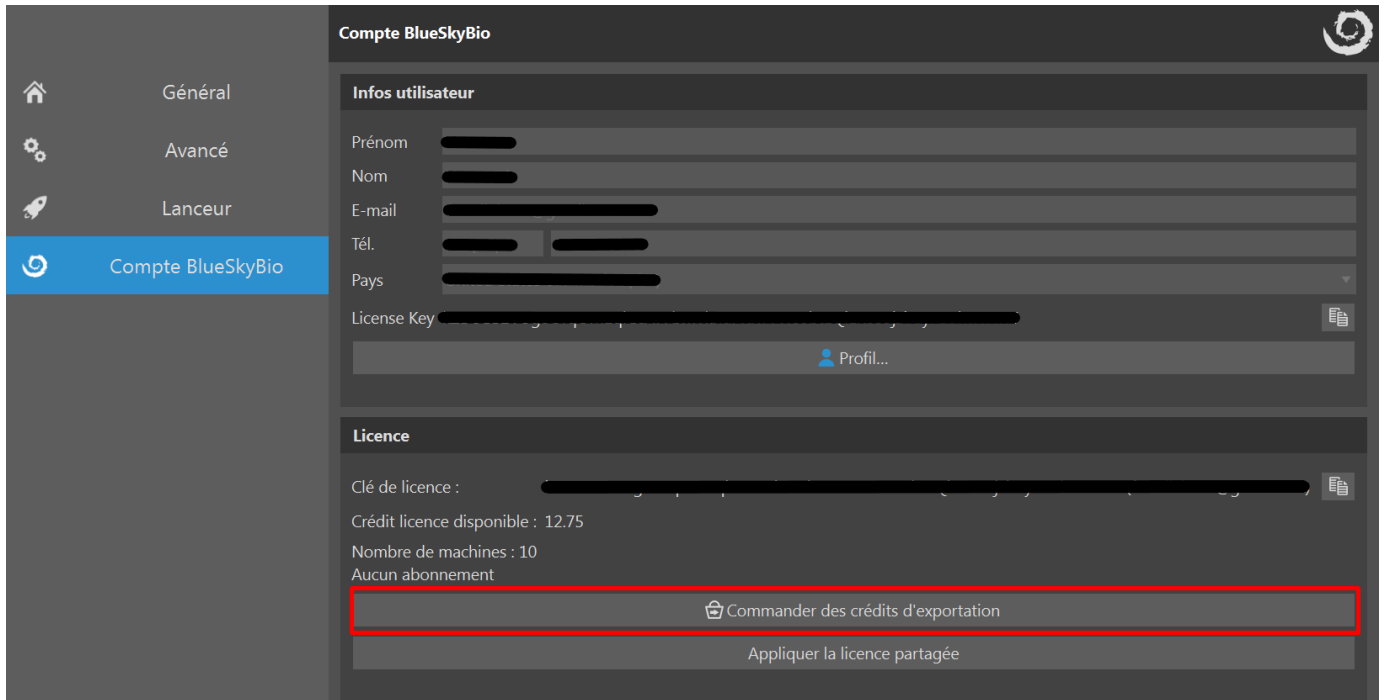 Compte BlueSkyBio
Général
Avancé
Lanceur
Compte BlueSkyBio
Infos utilisateur
Prénom
Nom
E-mail
Tél.
Pays
License Key
Profil...
Licence
Clé de licence :
Crédit licence disponible : 12.75
Nombre de machines : 10
Aucun abonnement
Commander des crédits d'exportation
Appliquer la licence partagée